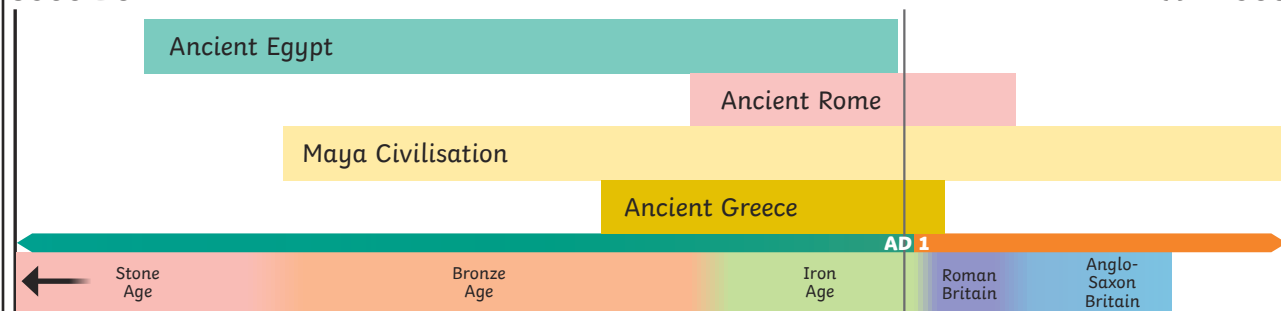 Ancient Egypt
Ancient Rome
Maya Civilisation
Ancient Greece
AD 1
Stone
Age
Bronze
Age
Iron
Age
Roman
Britain
Anglo-
Saxon
Britain